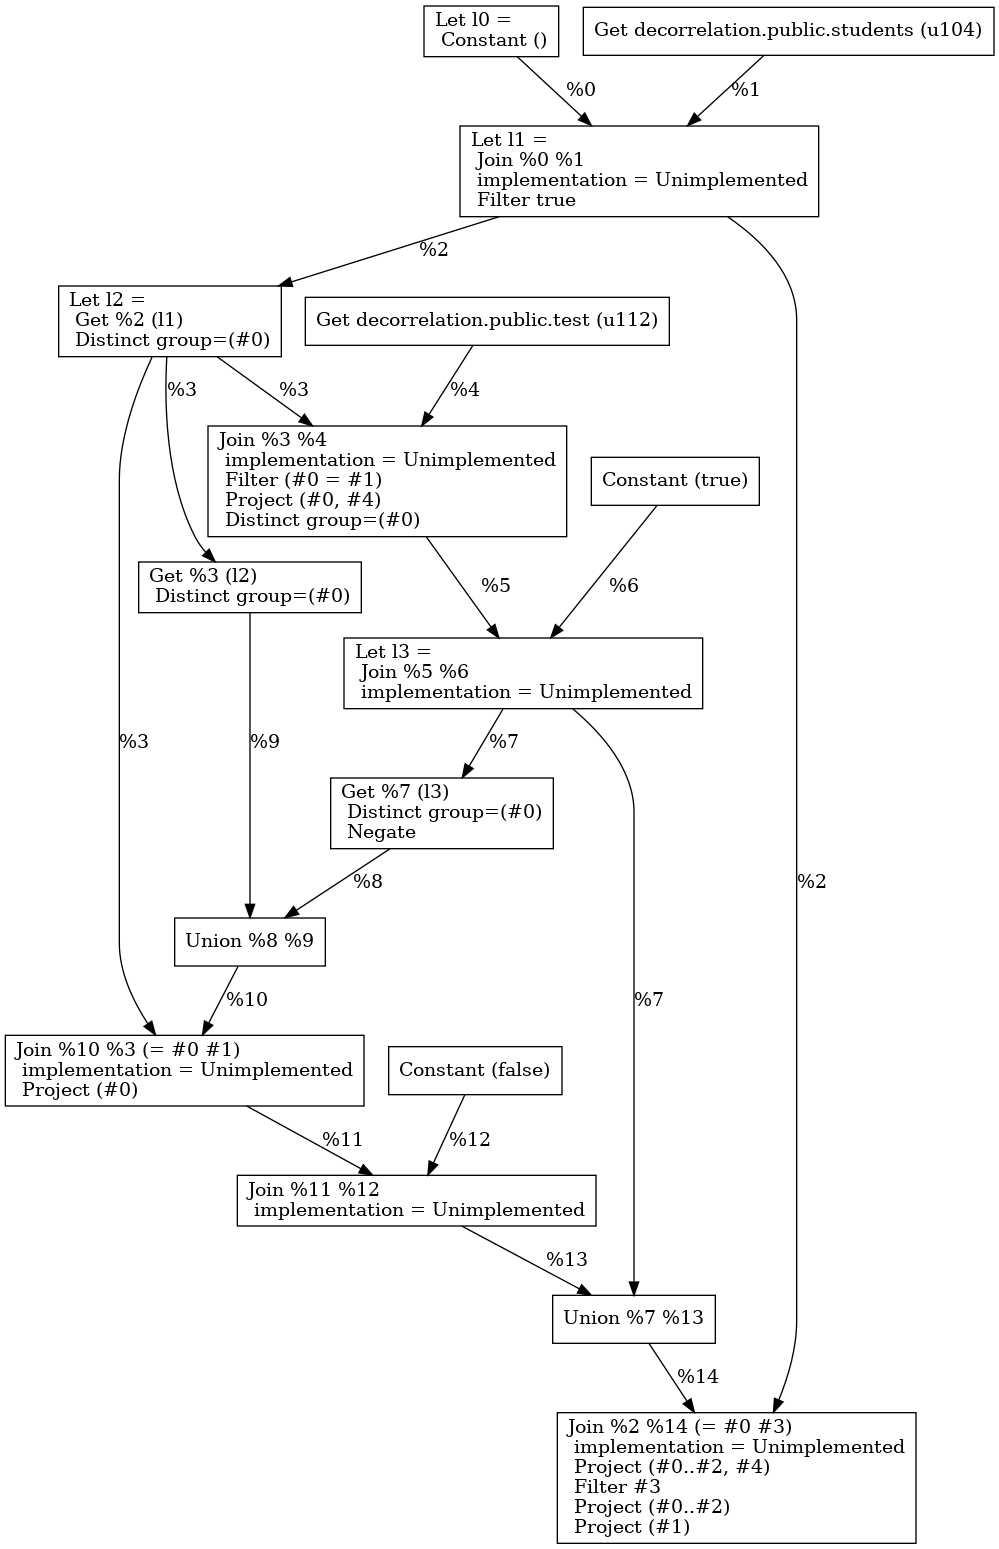 Let l0 =
Constant ()
Get decorrelation.public.students (u104)
%0
%1
Let l1 =
Join %0 %1
implementation = Unimplemented
Filter true
%2
Let l2 =
Get %2 (l1)
Distinct group=(#0)
Get decorrelation.public.test (u112)
%3
%3
%4
Join %3 %4
implementation = Unimplemented
Filter (#0 = #1)
Project (#0, #4)
Distinct group=(#0)
Constant (true)
Get %3 (l2)
Distinct group=(#0)
%5
%6
Let l3 =
Join %5 %6
implementation = Unimplemented
%3
%9
%7
Get %7 (l3)
Distinct group=(#0)
Negate
%8
%2
Union %8 %9
%10
%7
Join %10 %3 (= #0 #1)
implementation = Unimplemented
Project (#0)
Constant (false)
%11
%12
Join %11 %12
implementation = Unimplemented
%13
Union %7 %13
%14
Join %2 %14 (= #0 #3)
implementation = Unimplemented
Project (#0..#2, #4)
Filter #3
Project (#0..#2)
Project (#1)